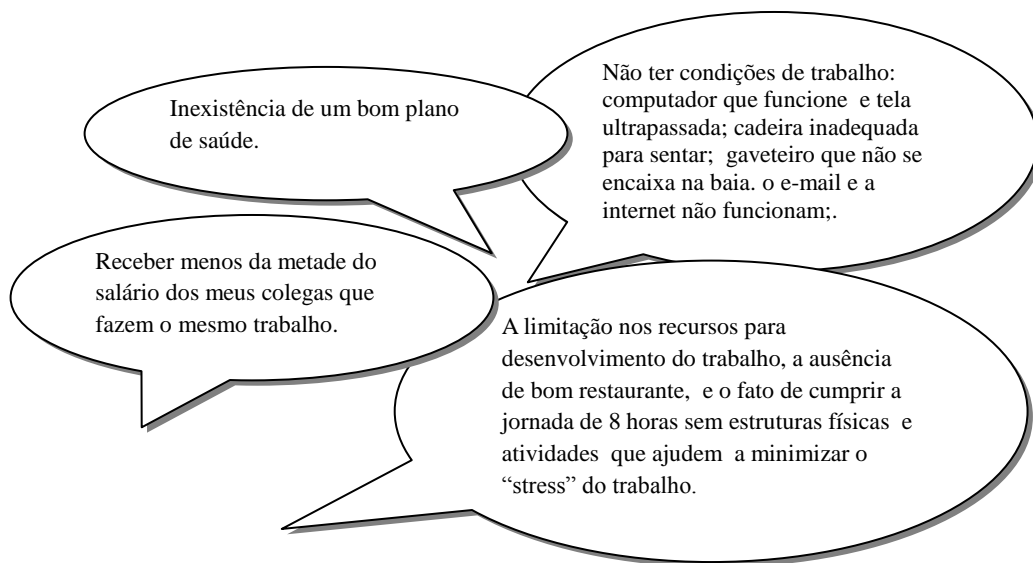 Inexistência de um bom plano
de saúde.
Não ter condições de trabalho:
computador que funcione e tela
ultrapassada; cadeira inadequada
para sentar; gaveteiro que não se
encaixa na baia. o e-mail e a
internet não funcionam;.
Receber menos da metade do
salário dos meus colegas que
fazem o mesmo trabalho.
A limitação nos recursos para
desenvolvimento do trabalho, a ausência
de bom restaurante, e o fato de cumprir a
jornada de 8 horas sem estruturas físicas e
atividades que ajudem a minimizar o
“stress” do trabalho.